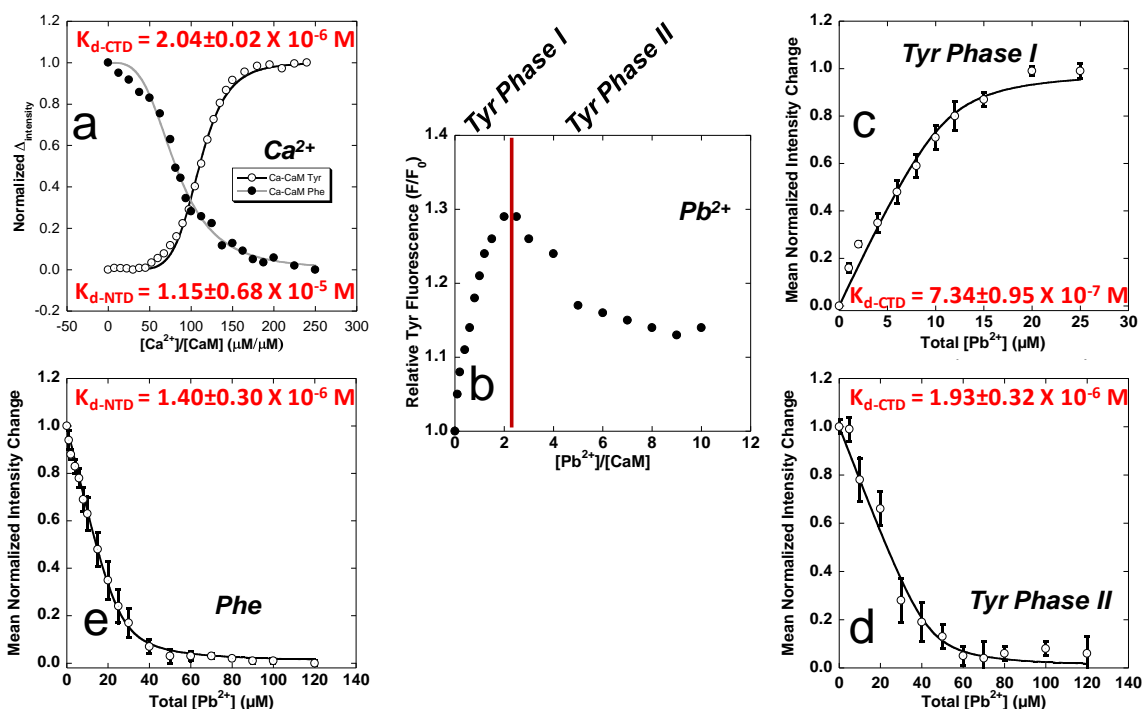 K_d-CTD = 2.04±0.02 X 10^-6 M
Normalized Δ_intensity
1.2
1.0
0.8
0.6
0.4
0.2
0.0
-0.2
a
Ca2+
Ca-CaM Tyr
Ca-CaM Phe
K_d-NTD = 1.15±0.68 X 10^-5 M
-50 0 50 100 150 200 250 300
[Ca2+]/[CaM] (µM/µM)
Tyr Phase I
Tyr Phase II
Relative Tyr Fluorescence (F/F0)
1.4
1.3
1.2
1.1
1.0
Pb2+
b
0 2 4 6 8 10 12
[Pb2+]/[CaM]
Mean Normalized Intensity Change
1.0
0.8
0.6
0.4
0.2
0.0
Tyr Phase I
c
K_d-CTD = 7.34±0.95 X 10^-7 M
0 5 10 15 20 25 30
Total [Pb2+] (µM)
Mean Normalized Intensity Change
1.2
1.0
0.8
0.6
0.4
0.2
0.0
K_d-NTD = 1.40±0.30 X 10^-6 M
Phe
e
0 20 40 60 80 100 120 140
Total [Pb2+] (µM)
Mean Normalized Intensity Change
1.2
1.0
0.8
0.6
0.4
0.2
0.0
K_d-CTD = 1.93±0.32 X 10^-6 M
Tyr Phase II
d
0 20 40 60 80 100 120 140
Total [Pb2+] (µM)